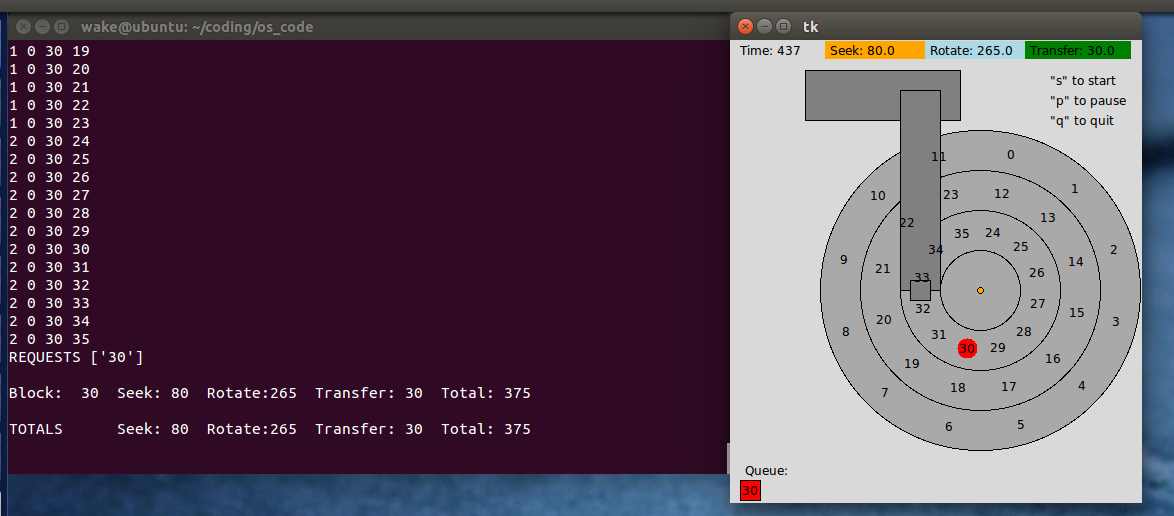 wake@ubuntu: ~/coding/os_code
1 0 30 19
1 0 30 20
1 0 30 21
1 0 30 22
1 0 30 23
2 0 30 24
2 0 30 25
2 0 30 26
2 0 30 27
2 0 30 28
2 0 30 29
2 0 30 30
2 0 30 31
2 0 30 32
2 0 30 33
2 0 30 34
2 0 30 35
REQUESTS ['30']
Block:  30  Seek: 80  Rotate:265  Transfer: 30  Total: 375
TOTALS      Seek: 80  Rotate:265  Transfer: 30  Total: 375
tk
Time: 437 Seek: 80.0 Rotate: 265.0 Transfer: 30.0
"s" to start
"p" to pause
"q" to quit
11 0
10 23 12 1
22 35 24 13
34 25 2
9 21 33 26 14
32 27
8 20 31 28 15 3
30 29
19 16
7 18 17 4
6 5
Queue:
30